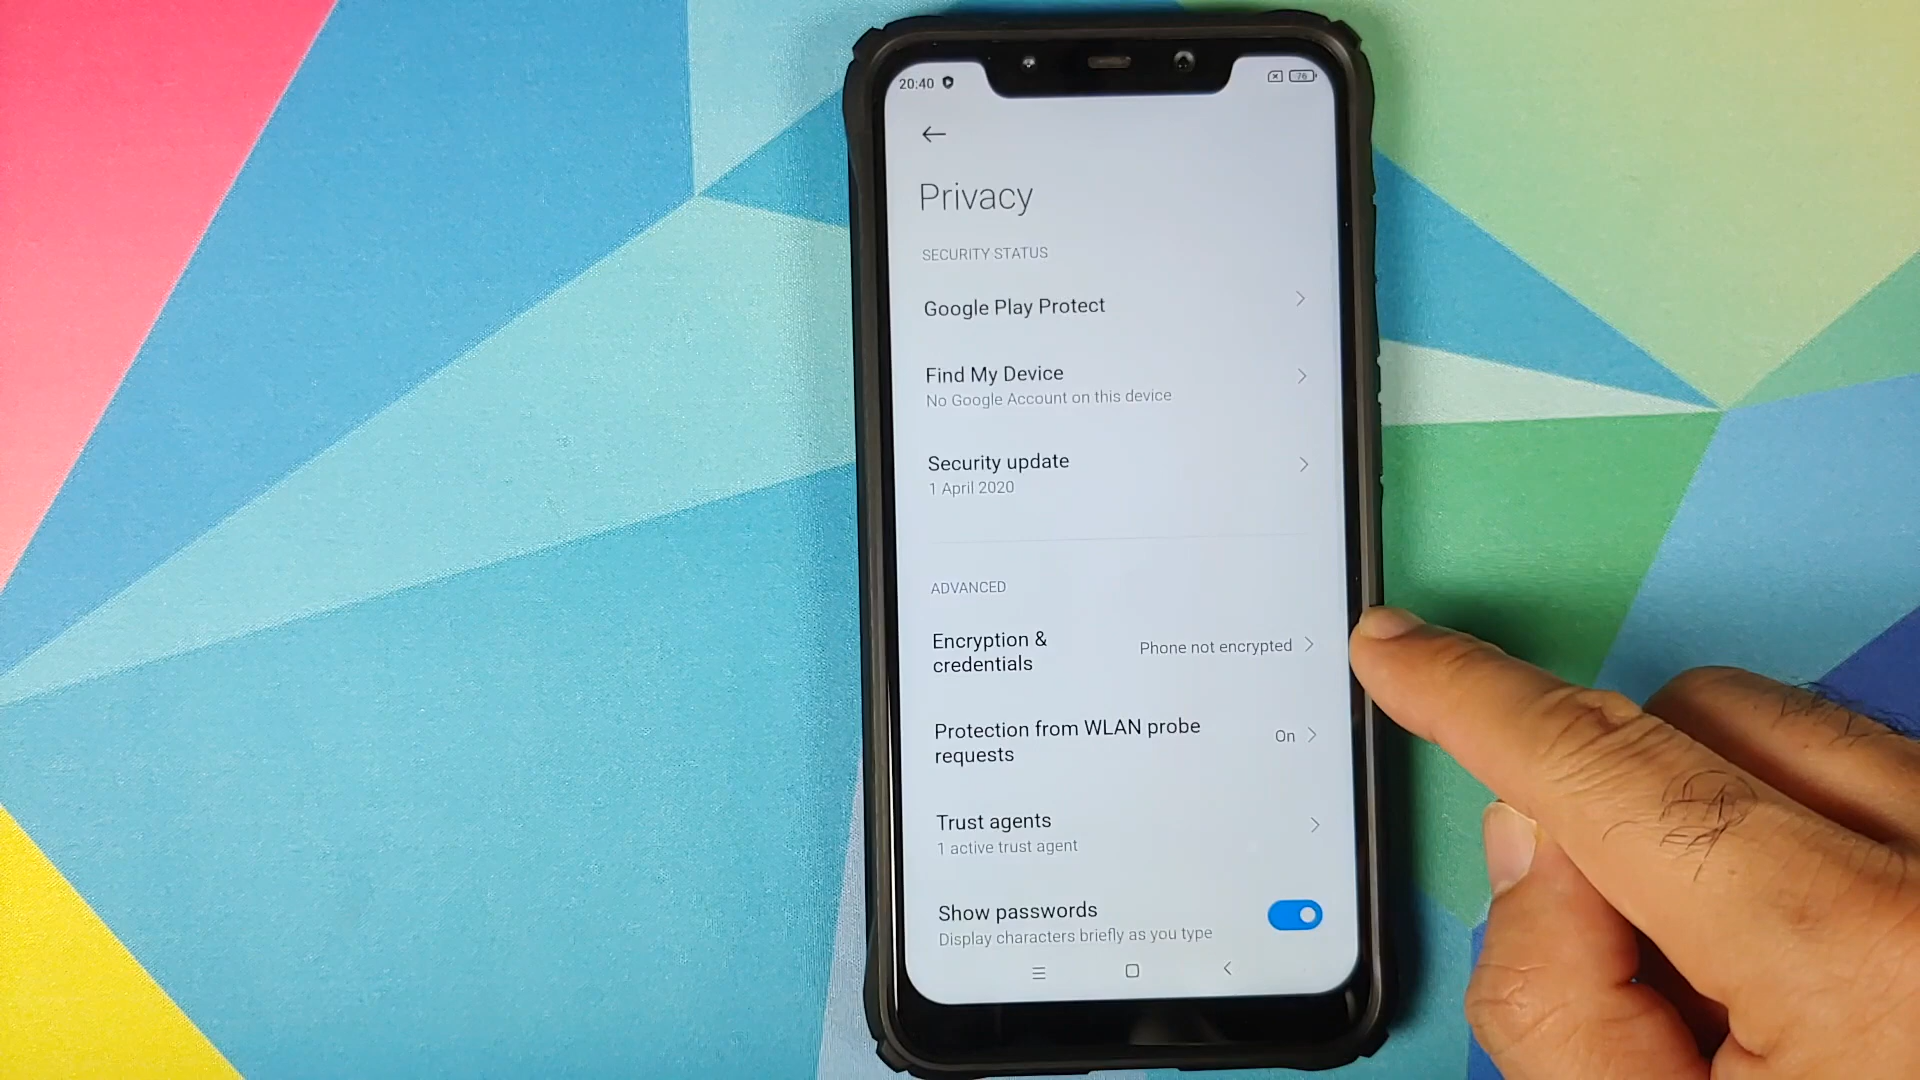 20:40
76
Privacy
SECURITY STATUS
Google Play Protect
Find My Device
No Google Account on this device
Security update
1 April 2020
ADVANCED
Encryption &
credentials
Phone not encrypted
Protection from WLAN probe
requests
On
Trust agents
1 active trust agent
Show passwords
Display characters briefly as you type